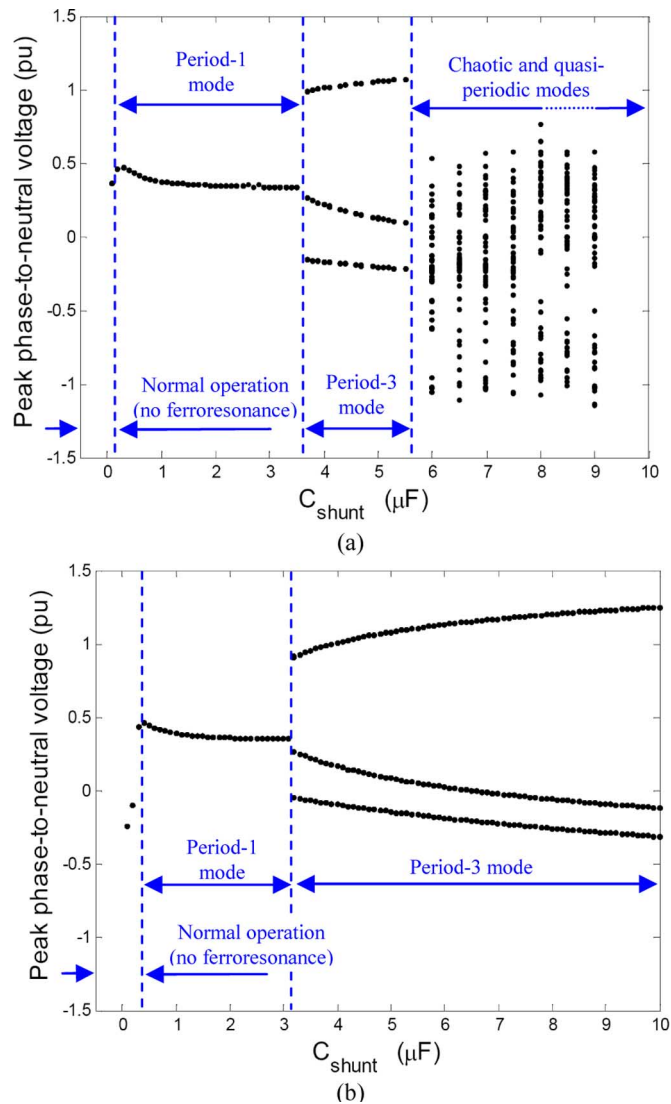 1.5
Period-1
mode
Chaotic and quasi-
periodic modes
1
0.5
0
-0.5
-1
-1.5
Peak phase-to-neutral voltage (pu)
Normal operation
(no ferroresonance)
Period-3
mode
0 1 2 3 4 5 6 7 8 9 10
C shunt (μF)
(a)
1.5
1
0.5
0
-0.5
-1
-1.5
Peak phase-to-neutral voltage (pu)
Period-1
mode
Period-3 mode
Normal operation
(no ferroresonance)
0 1 2 3 4 5 6 7 8 9 10
C shunt (μF)
(b)